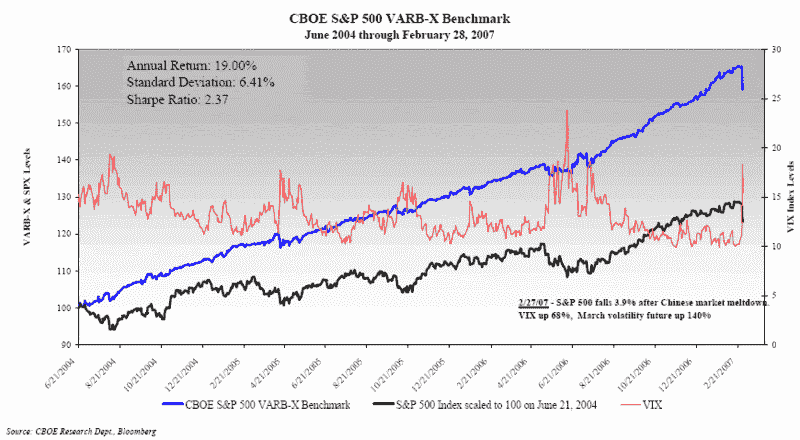 CBOE S&P 500 VARB-X Benchmark
June 2004 through February 28, 2007
Annual Return: 19.00%
Standard Deviation: 6.41%
Sharpe Ratio: 2.37
170
160
150
140
130
120
110
100
90
80
VARB-X & SPX Levels
30
25
20
15
10
5
0
VIX Index Levels
2/27/07 - S&P 500 falls 3.9% after Chinese market meltdown.
VIX up 68%, March volatility future up 140%
6/21/2004
8/21/2004
10/21/2004
12/21/2004
2/21/2005
4/21/2005
6/21/2005
8/21/2005
10/21/2005
12/21/2005
2/21/2006
4/21/2006
6/21/2006
8/21/2006
10/21/2006
12/21/2006
2/21/2007
CBOE S&P 500 VARB-X Benchmark
S&P 500 Index scaled to 100 on June 21, 2004
VIX
Source: CBOE Research Dept., Bloomberg